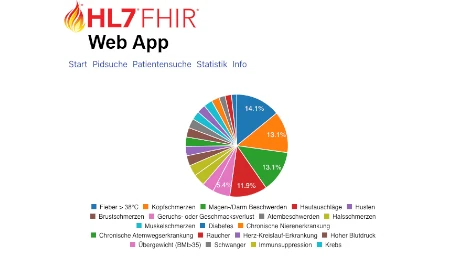 HL7 FHIR
Web App
Start Pidsuche Patientensuche Statistik Info
14.1%
13.1%
13.1%
11.9%
5.4%
Fieber > 38°C Kopfschmerzen Magen-/Darm Beschwerden Hautauschläge Husten
Brustschmerzen Geruchs- oder Geschmacksverlust Atembeschwerden Halsschmerzen
Muskelschmerzen Diabetes Chronische Nierenerkrankung
Chronische Atemwegserkrankung Raucher Herz-Kreislauf-Erkrankung Hoher Blutdruck
Übergewicht (BMI>35) Schwanger Immunsuppression Krebs